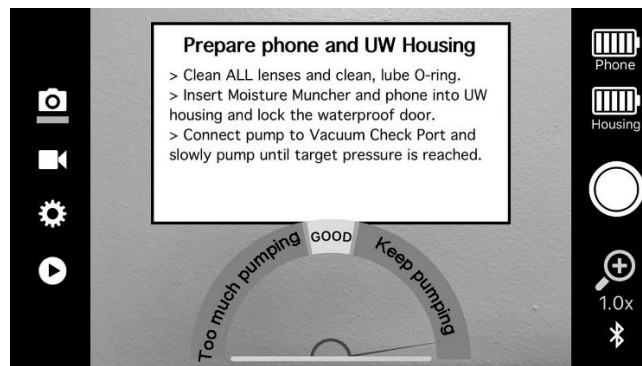 Prepare phone and UW Housing
> Clean ALL lenses and clean, lube O-ring.
> Insert Moisture Muncher and phone into UW
housing and lock the waterproof door.
> Connect pump to Vacuum Check Port and
slowly pump until target pressure is reached.
Too much pumping
GOOD
Keep pumping
Phone
Housing
1.0x